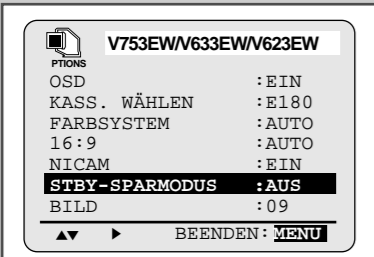 V753EW/V633EW/V623EW
PTIONS
OSD :EIN
KASS. WÄHLEN :E180
FARBSYSTEM :AUTO
16:9 :AUTO
NICAM :EIN
STBY-SPARMODUS :AUS
BILD :09
▲▼ ▶ BEENDEN: MENU